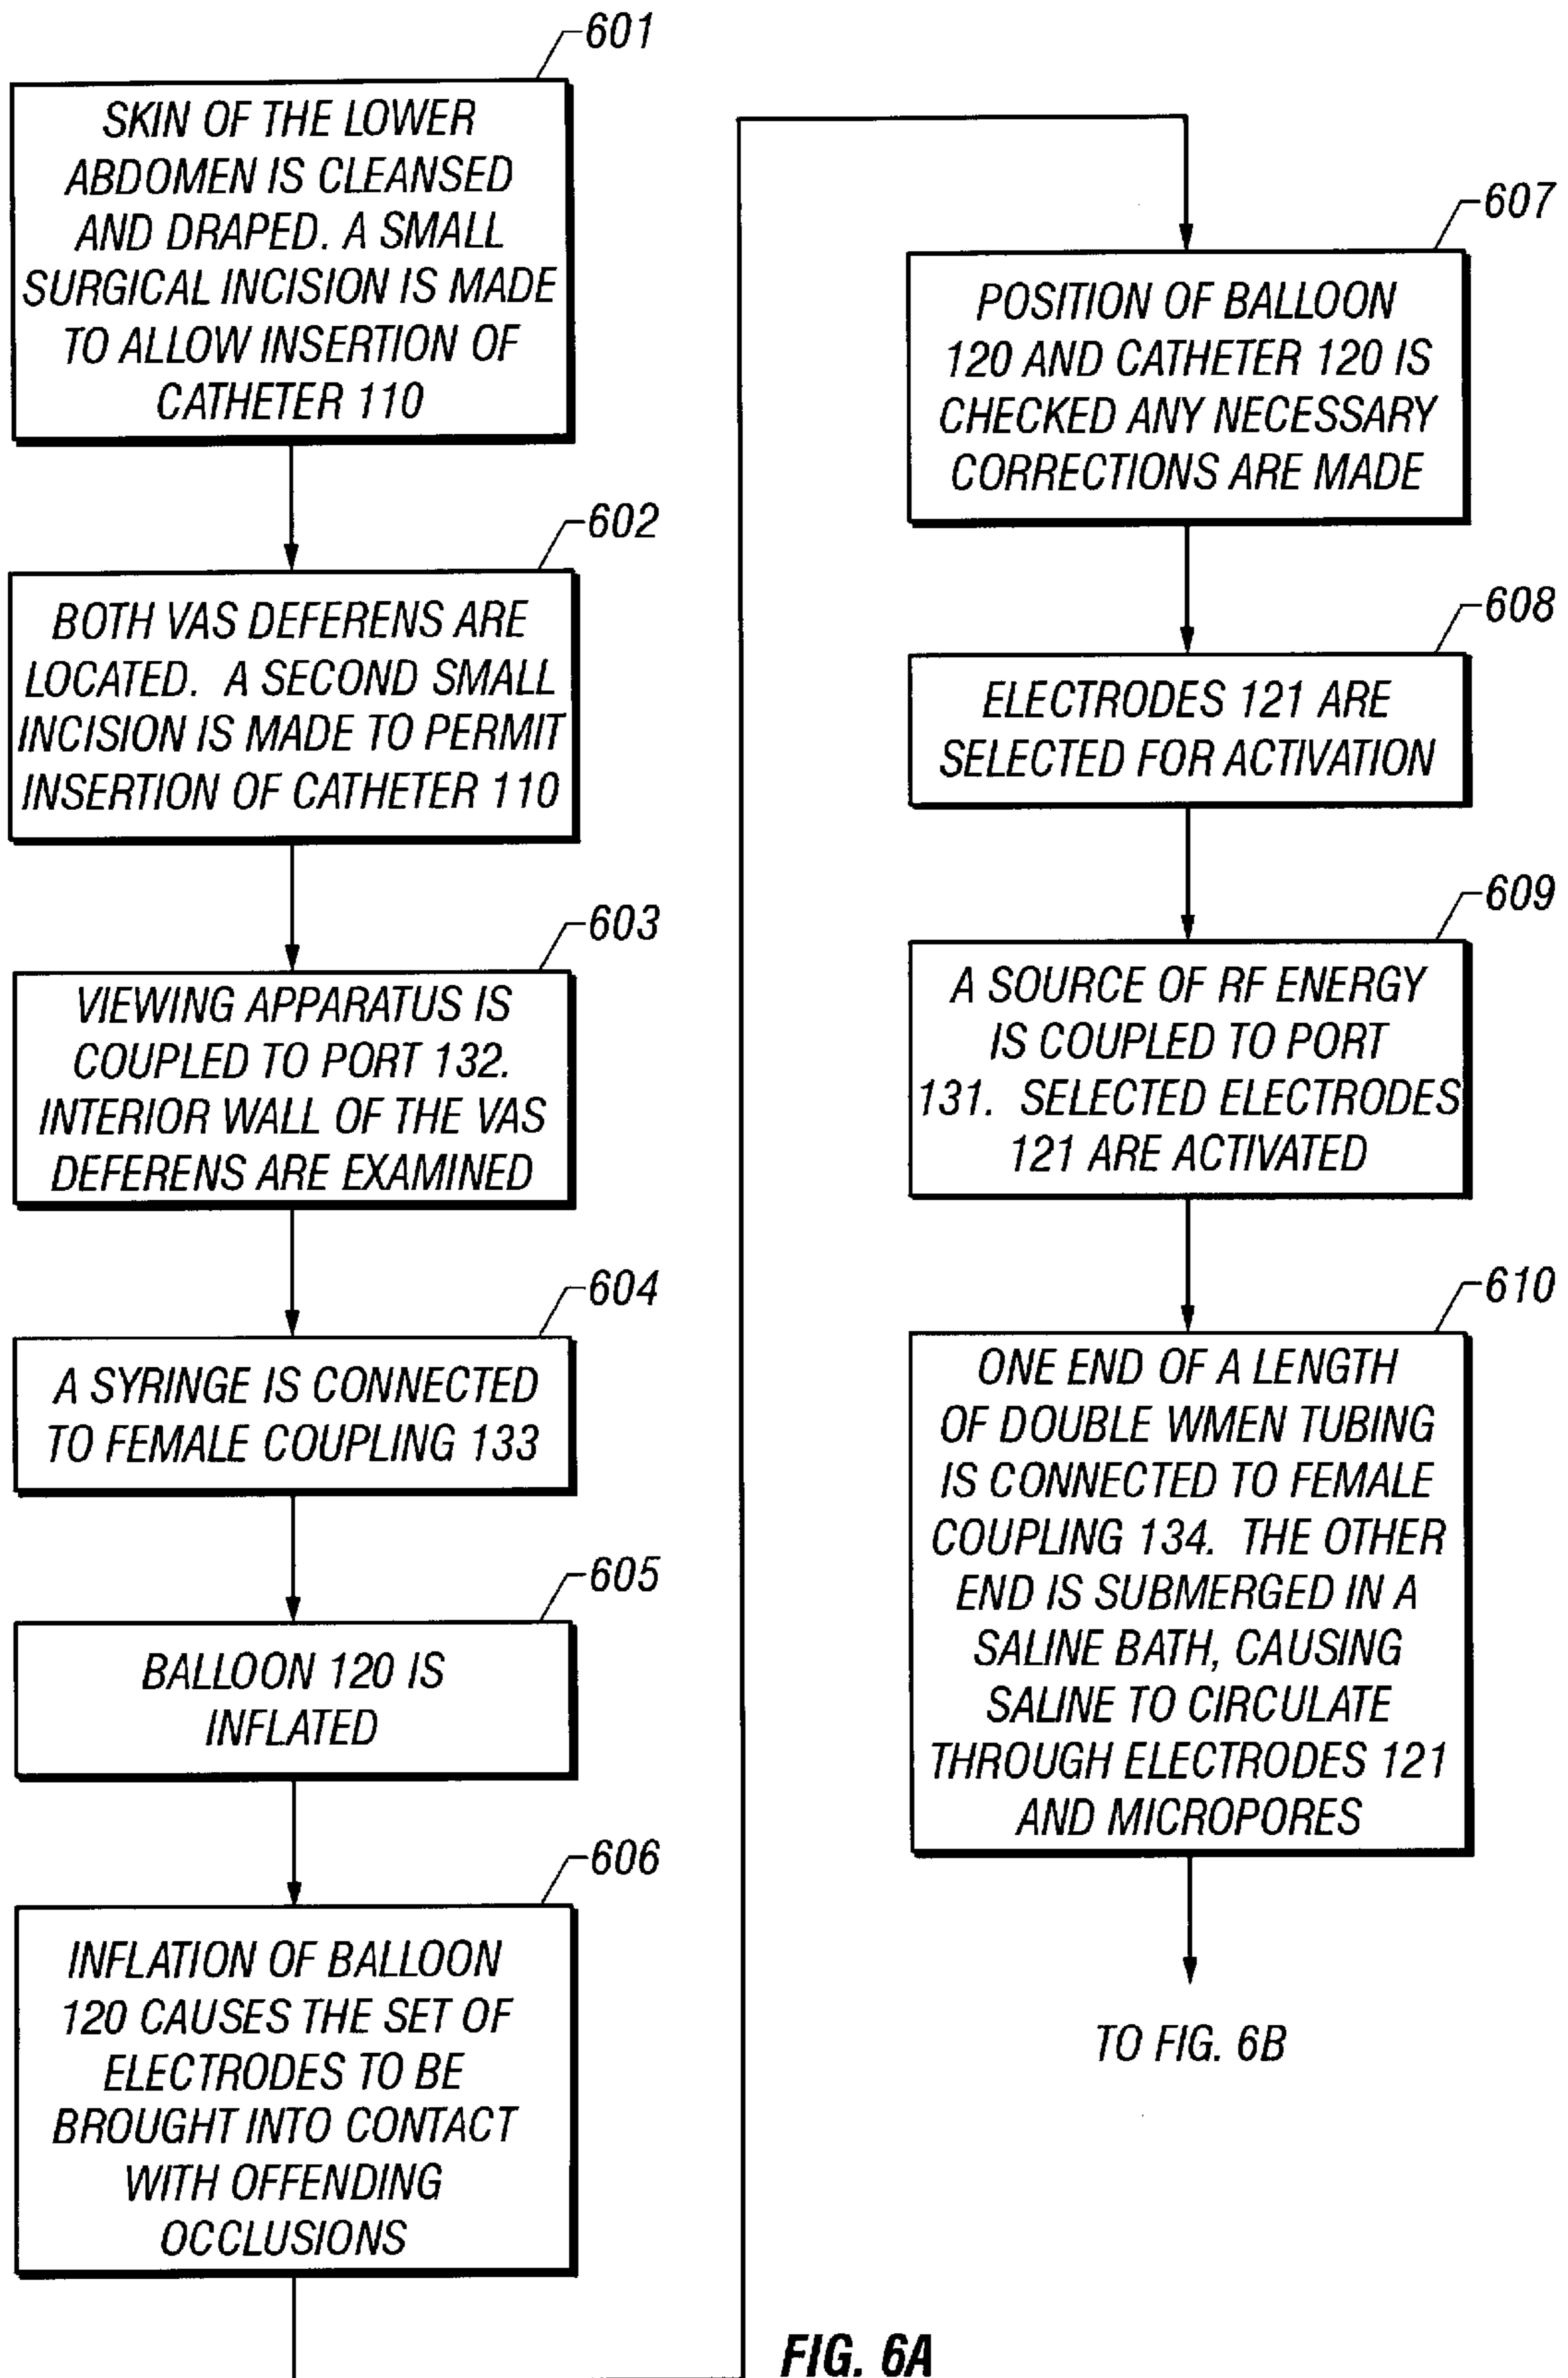 601
SKIN OF THE LOWER
ABDOMEN IS CLEANSED
AND DRAPED. A SMALL
SURGICAL INCISION IS MADE
TO ALLOW INSERTION OF
CATHETER 110
602
BOTH VAS DEFERENS ARE
LOCATED. A SECOND SMALL
INCISION IS MADE TO PERMIT
INSERTION OF CATHETER 110
603
VIEWING APPARATUS IS
COUPLED TO PORT 132.
INTERIOR WALL OF THE VAS
DEFERENS ARE EXAMINED
604
A SYRINGE IS CONNECTED
TO FEMALE COUPLING 133
605
BALLOON 120 IS
INFLATED
606
INFLATION OF BALLOON
120 CAUSES THE SET OF
ELECTRODES TO BE
BROUGHT INTO CONTACT
WITH OFFENDING
OCCLUSIONS
607
POSITION OF BALLOON
120 AND CATHETER 120 IS
CHECKED ANY NECESSARY
CORRECTIONS ARE MADE
608
ELECTRODES 121 ARE
SELECTED FOR ACTIVATION
609
A SOURCE OF RF ENERGY
IS COUPLED TO PORT
131. SELECTED ELECTRODES
121 ARE ACTIVATED
610
ONE END OF A LENGTH
OF DOUBLE WMEN TUBING
IS CONNECTED TO FEMALE
COUPLING 134. THE OTHER
END IS SUBMERGED IN A
SALINE BATH, CAUSING
SALINE TO CIRCULATE
THROUGH ELECTRODES 121
AND MICROPORES
TO FIG. 6B
FIG. 6A